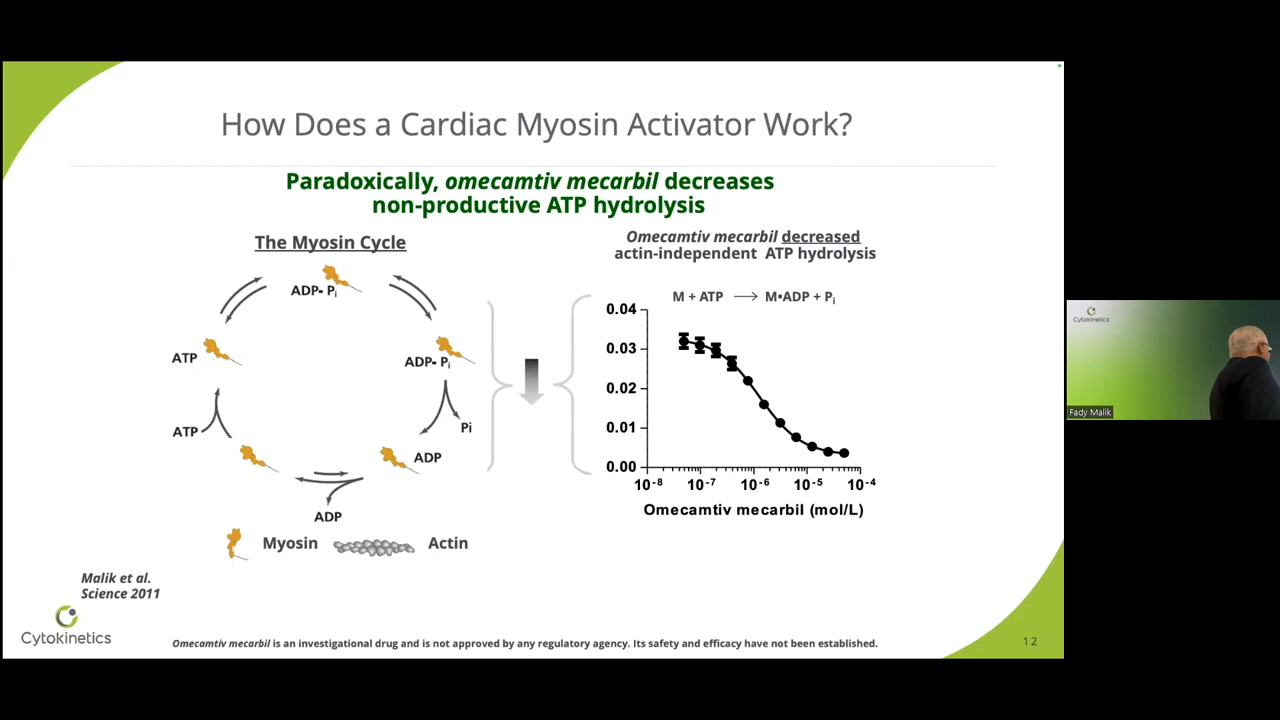 How Does a Cardiac Myosin Activator Work?
Paradoxically, omecamtiv mecarbil decreases
non-productive ATP hydrolysis
The Myosin Cycle
ADP- Pi
ATP
ADP- Pi
ATP
Pi
ADP
ADP
Myosin
Actin
Omecamtiv mecarbil decreased
actin-independent ATP hydrolysis
M + ATP → M•ADP + Pi
0.04
0.03
0.02
0.01
0.00
10-8 10-7 10-6 10-5 10-4
Omecamtiv mecarbil (mol/L)
Malik et al.
Science 2011
Cytokinetics
Omecamtiv mecarbil is an investigational drug and is not approved by any regulatory agency. Its safety and efficacy have not been established.
12
Cytokinetics
Fady Malik